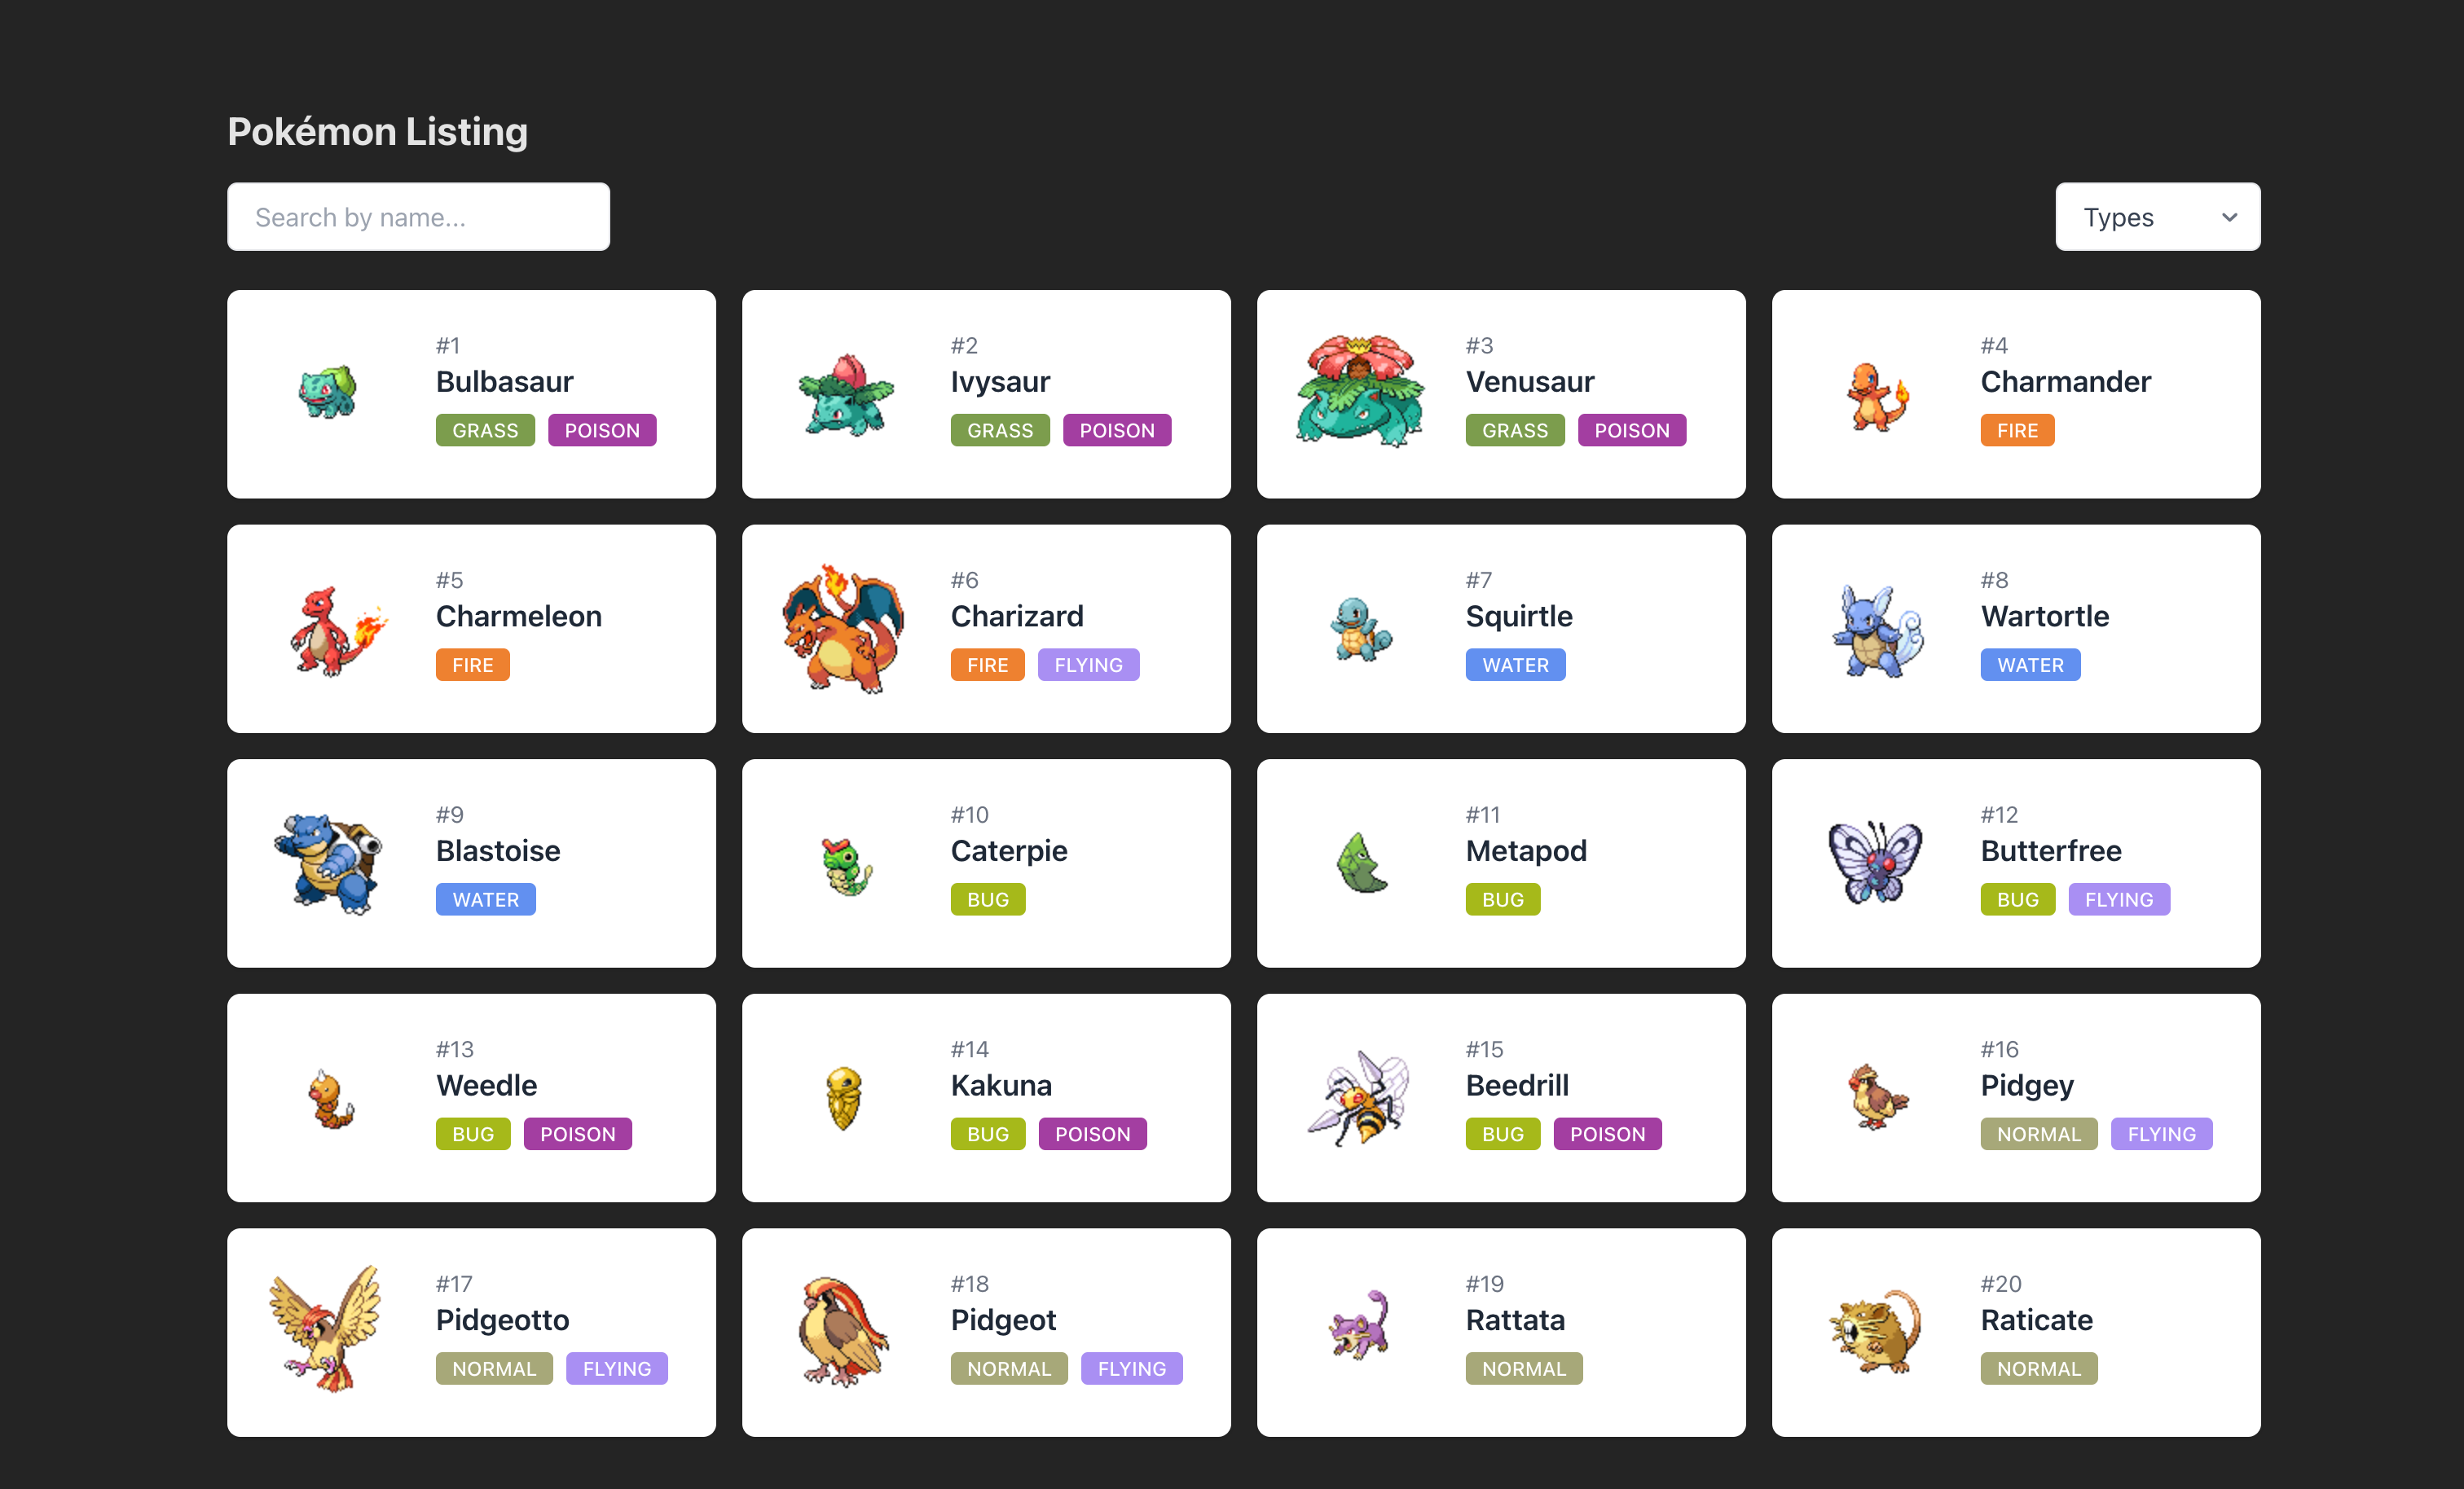 Pokémon Listing
Search by name...
Types
#1
Bulbasaur
GRASS POISON
#2
Ivysaur
GRASS POISON
#3
Venusaur
GRASS POISON
#4
Charmander
FIRE
#5
Charmeleon
FIRE
#6
Charizard
FIRE FLYING
#7
Squirtle
WATER
#8
Wartortle
WATER
#9
Blastoise
WATER
#10
Caterpie
BUG
#11
Metapod
BUG
#12
Butterfree
BUG FLYING
#13
Weedle
BUG POISON
#14
Kakuna
BUG POISON
#15
Beedrill
BUG POISON
#16
Pidgey
NORMAL FLYING
#17
Pidgeotto
NORMAL FLYING
#18
Pidgeot
NORMAL FLYING
#19
Rattata
NORMAL
#20
Raticate
NORMAL